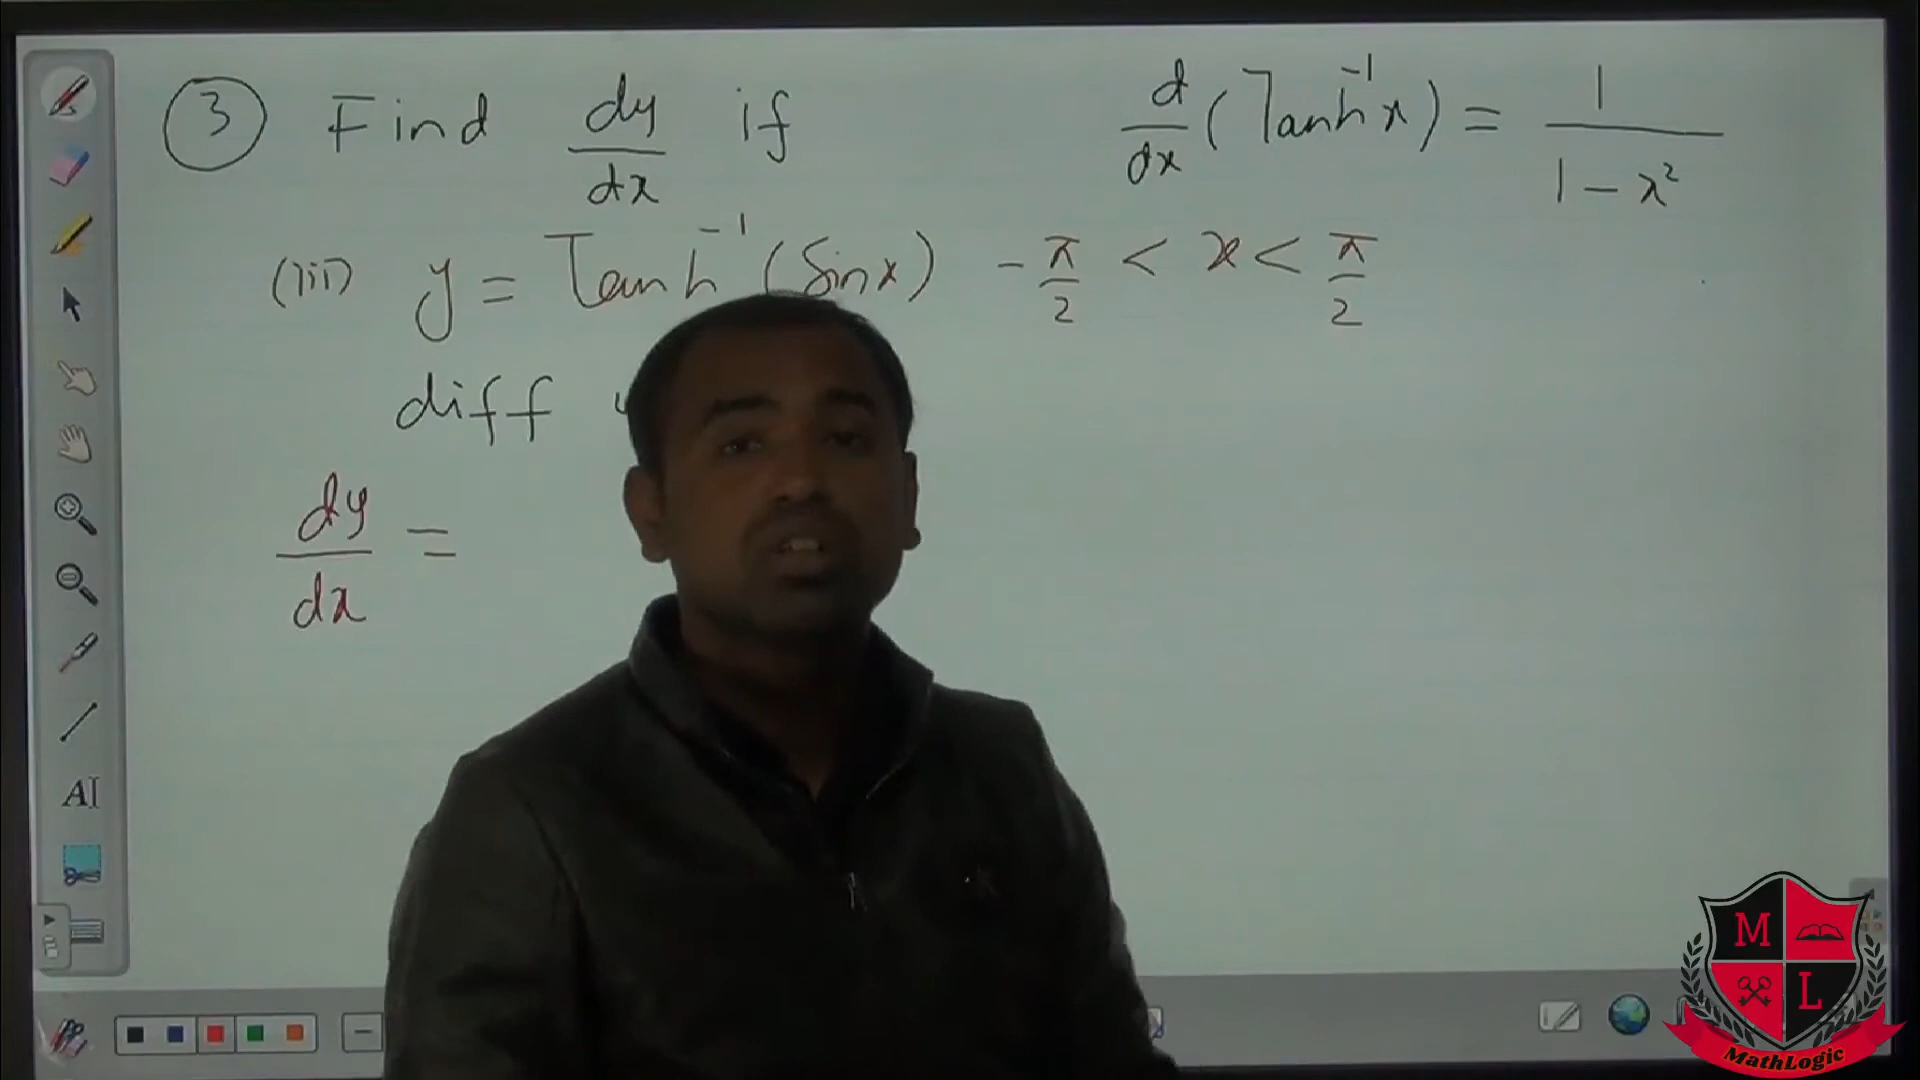 3 Find dy/dx if
d/dx (Tanh⁻¹x) = 1/(1 - x²)
(iii) y = Tanh⁻¹(Sinx) -π/2 < x < π/2
diff
dy/dx =
AI
M
L
MathLogic